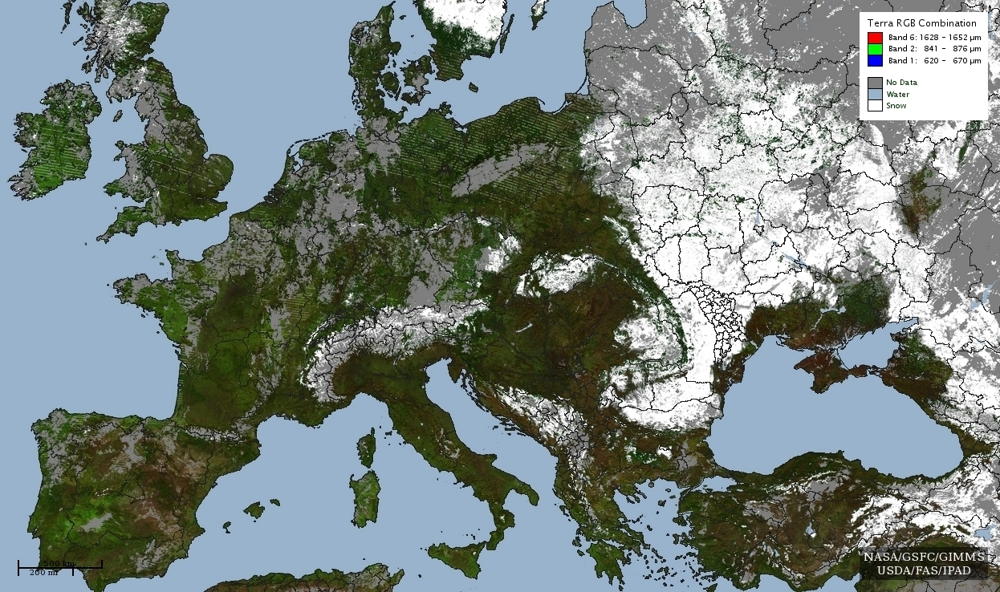 Terra RGB Combination
Band 6: 1628 - 1652 µm
Band 2: 841 - 876 µm
Band 1: 620 - 670 µm
No Data
Water
Snow
500 km
200 mi
NASA/GSFC/GIMMS
USDA/FAS/IPAD